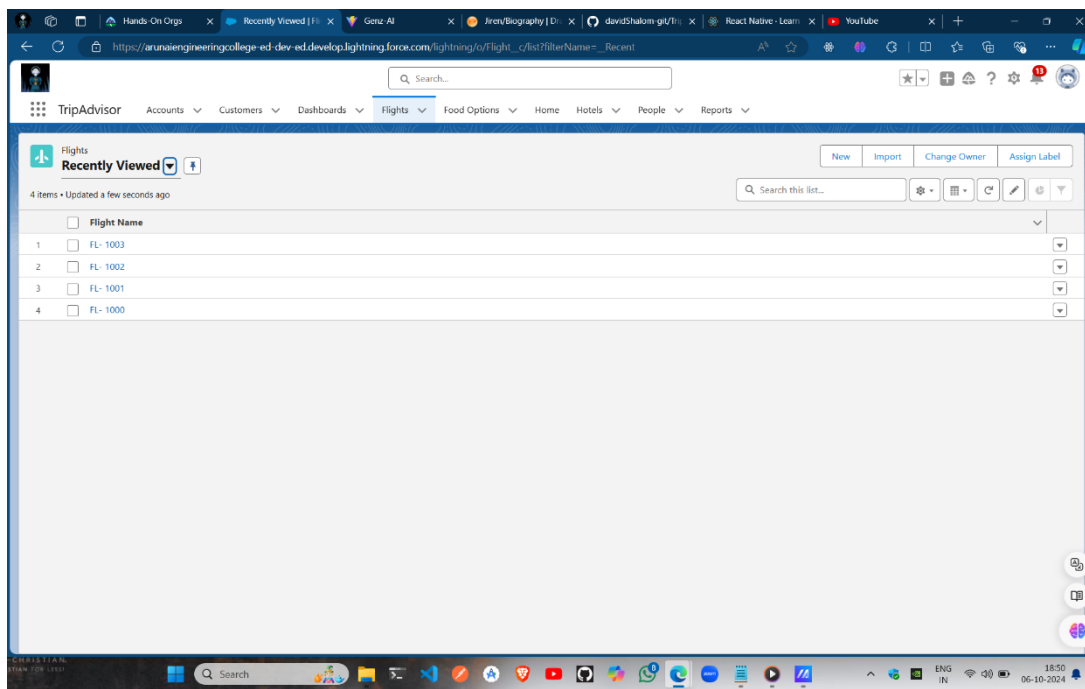 Hands-On Orgs
Recently Viewed | Fl
Genz-AI
Jiren/Biography | Dr
davidShalom-git/Trip
React Native · Learn
YouTube
https://arunaiengineeringcollege-ed-dev-ed.develop.lightning.force.com/lightning/o/Flight__c/list?filterName=__Recent
Search...
13
TripAdvisor Accounts Customers Dashboards Flights Food Options Home Hotels People Reports
Flights
Recently Viewed
New Import Change Owner Assign Label
4 items • Updated a few seconds ago
Search this list...
Flight Name
1 FL- 1003
2 FL- 1002
3 FL- 1001
4 FL- 1000
Search
ENG
IN
18:50
06-10-2024